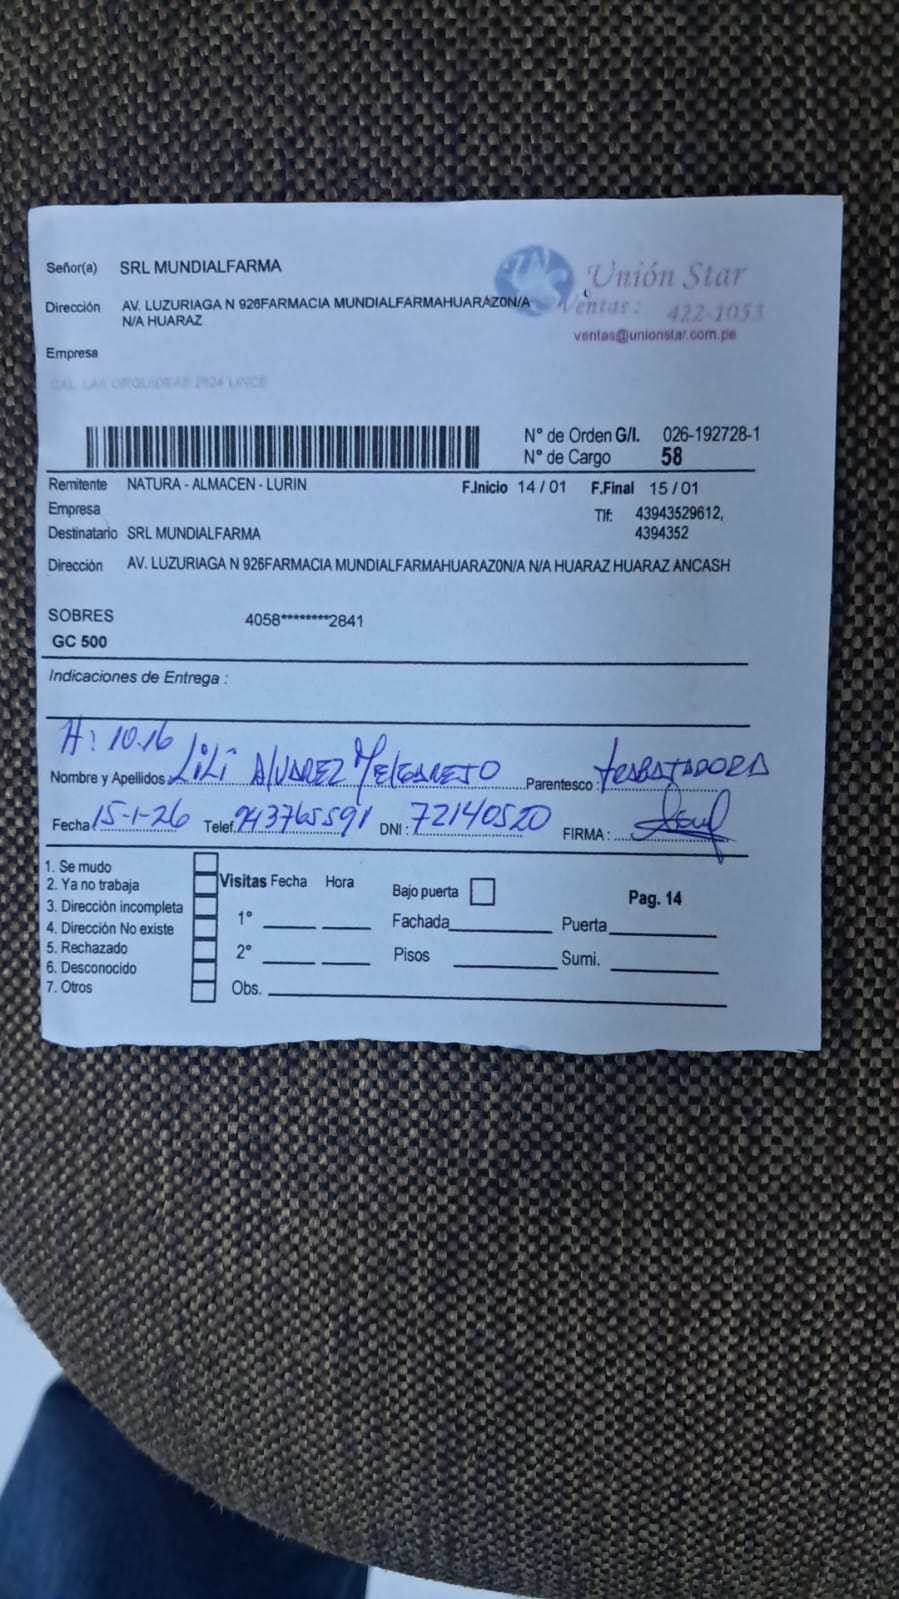 Señor(a) SRL MUNDIALFARMA
Unión Star
Dirección AV. LUZURIAGA N 926FARMACIA MUNDIALFARMAHUARAZ0N/A
N/A HUARAZ
Ventas: 422-1053
ventas@unionstar.com.pe
Empresa
CAL LAS ORQUIDEAS 2624 LINCE
N° de Orden G/I. 026-192728-1
N° de Cargo 58
Remitente NATURA - ALMACEN - LURIN F.Inicio 14 / 01 F.Final 15 / 01
Empresa Tlf: 43943529612,
Destinatario SRL MUNDIALFARMA 4394352
Dirección AV. LUZURIAGA N 926FARMACIA MUNDIALFARMAHUARAZ0N/A N/A HUARAZ HUARAZ ANCASH
SOBRES 4058********2841
GC 500
Indicaciones de Entrega :
H: 10.16
Nombre y Apellidos LiLi ALVAREZ MELGAREJO Parentesco : TRABAJADORA
Fecha 15-1-26 Telef. 943765591 DNI : 72140520 FIRMA :
1. Se mudo
2. Ya no trabaja
3. Dirección incompleta
4. Dirección No existe
5. Rechazado
6. Desconocido
7. Otros
Visitas Fecha Hora
1°
2°
Obs.
Bajo puerta
Pag. 14
Fachada Puerta
Pisos Sumi.